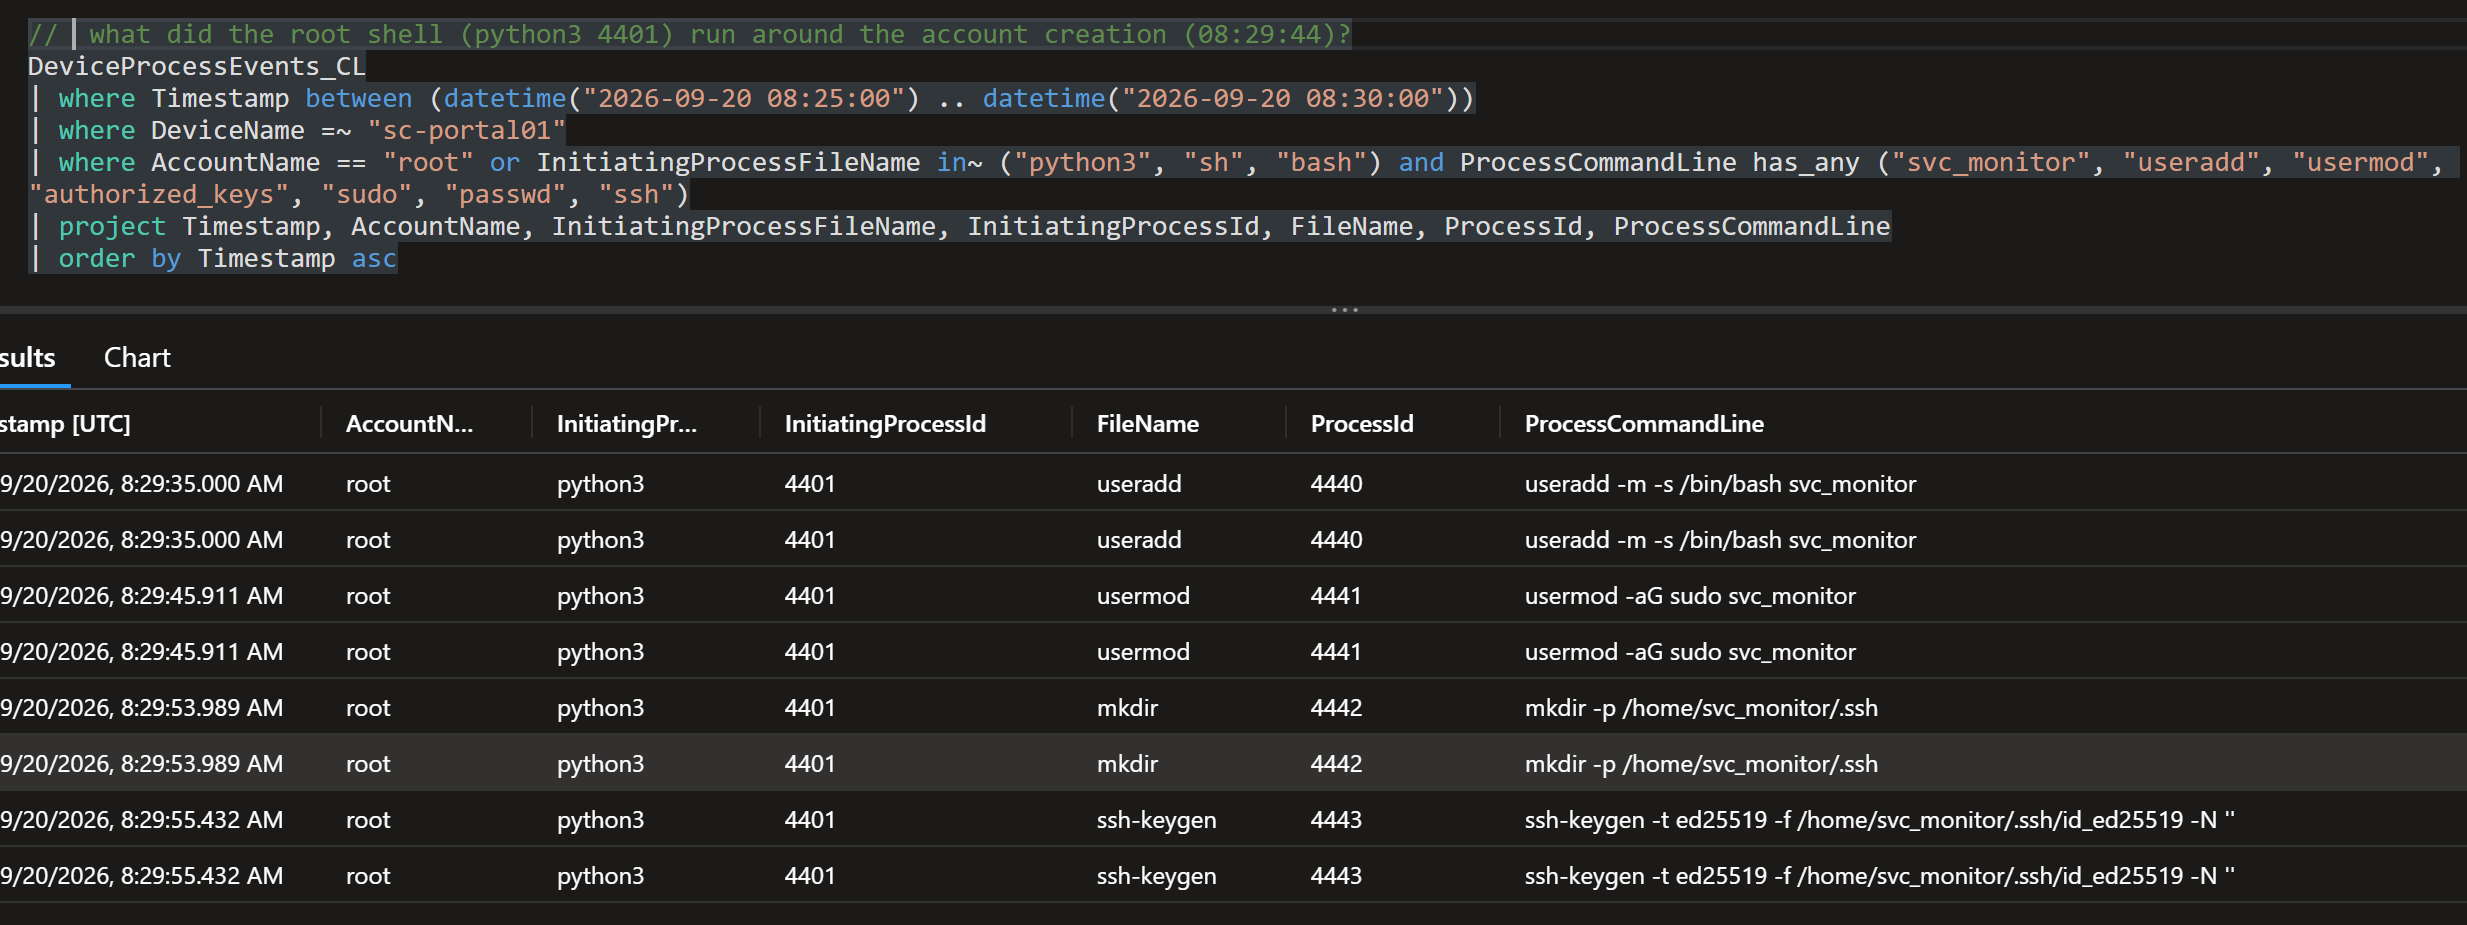 // what did the root shell (python3 4401) run around the account creation (08:29:44)?
DeviceProcessEvents_CL
| where Timestamp between (datetime("2026-09-20 08:25:00") .. datetime("2026-09-20 08:30:00"))
| where DeviceName =~ "sc-portal01"
| where AccountName == "root" or InitiatingProcessFileName in~ ("python3", "sh", "bash") and ProcessCommandLine has_any ("svc_monitor", "useradd", "usermod",
"authorized_keys", "sudo", "passwd", "ssh")
| project Timestamp, AccountName, InitiatingProcessFileName, InitiatingProcessId, FileName, ProcessId, ProcessCommandLine
| order by Timestamp asc
...
sults Chart
stamp [UTC] AccountN... InitiatingPr... InitiatingProcessId FileName ProcessId ProcessCommandLine
9/20/2026, 8:29:35.000 AM root python3 4401 useradd 4440 useradd -m -s /bin/bash svc_monitor
9/20/2026, 8:29:35.000 AM root python3 4401 useradd 4440 useradd -m -s /bin/bash svc_monitor
9/20/2026, 8:29:45.911 AM root python3 4401 usermod 4441 usermod -aG sudo svc_monitor
9/20/2026, 8:29:45.911 AM root python3 4401 usermod 4441 usermod -aG sudo svc_monitor
9/20/2026, 8:29:53.989 AM root python3 4401 mkdir 4442 mkdir -p /home/svc_monitor/.ssh
9/20/2026, 8:29:53.989 AM root python3 4401 mkdir 4442 mkdir -p /home/svc_monitor/.ssh
9/20/2026, 8:29:55.432 AM root python3 4401 ssh-keygen 4443 ssh-keygen -t ed25519 -f /home/svc_monitor/.ssh/id_ed25519 -N ''
9/20/2026, 8:29:55.432 AM root python3 4401 ssh-keygen 4443 ssh-keygen -t ed25519 -f /home/svc_monitor/.ssh/id_ed25519 -N ''